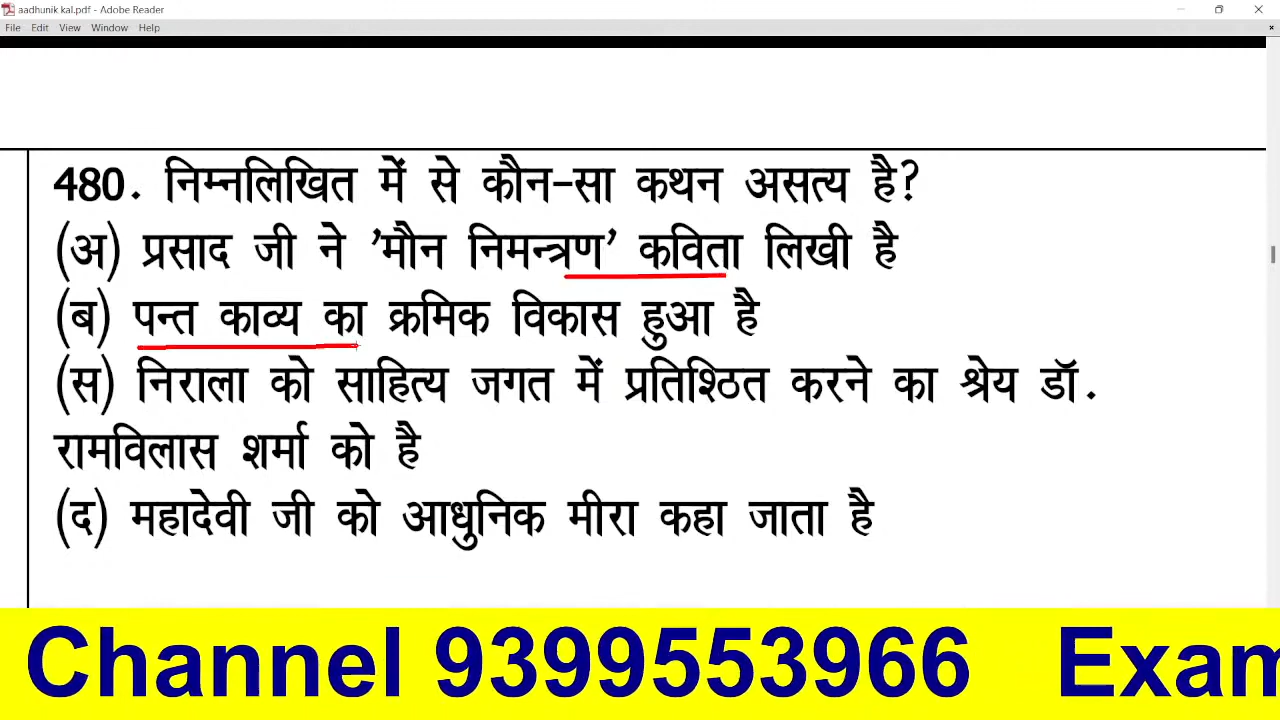 aadhunik kal.pdf - Adobe Reader
File Edit View Window Help
480. निम्नलिखित में से कौन-सा कथन असत्य है?
(अ) प्रसाद जी ने ’मौन निमन्त्रण’ कविता लिखी है
(ब) पन्त काव्य का क्रमिक विकास हुआ है
(स) निराला को साहित्य जगत में प्रतिश्ठित करने का श्रेय डॉ.
रामविलास शर्मा को है
(द) महादेवी जी को आधुनिक मीरा कहा जाता है
Channel 9399553966 Exam